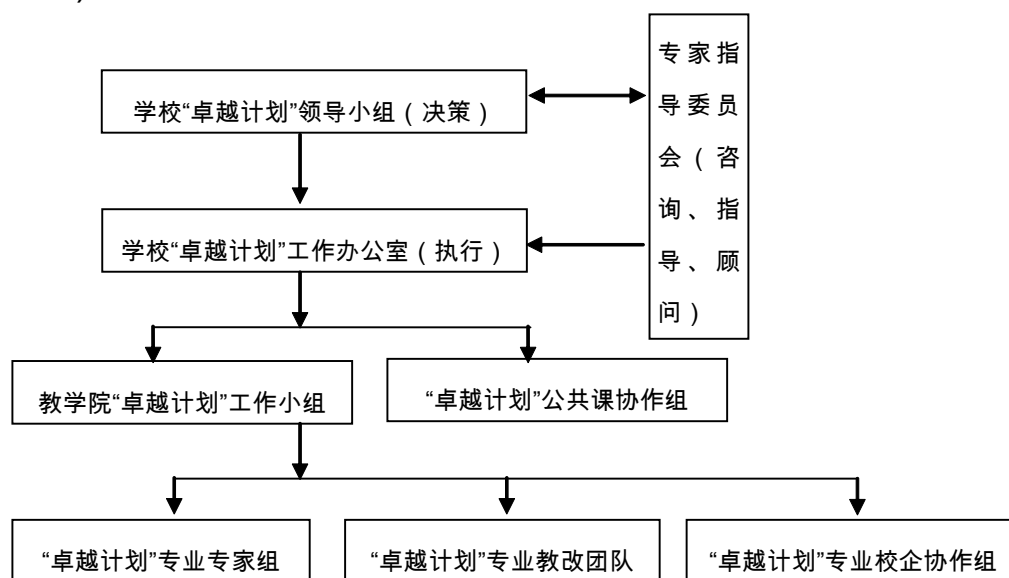 专家指
导委员
会（咨
询、指
导、顾
问）
学校“卓越计划”领导小组（决策）
学校“卓越计划”工作办公室（执行）
教学院“卓越计划”工作小组
“卓越计划”公共课协作组
“卓越计划”专业专家组
“卓越计划”专业教改团队
“卓越计划”专业校企协作组